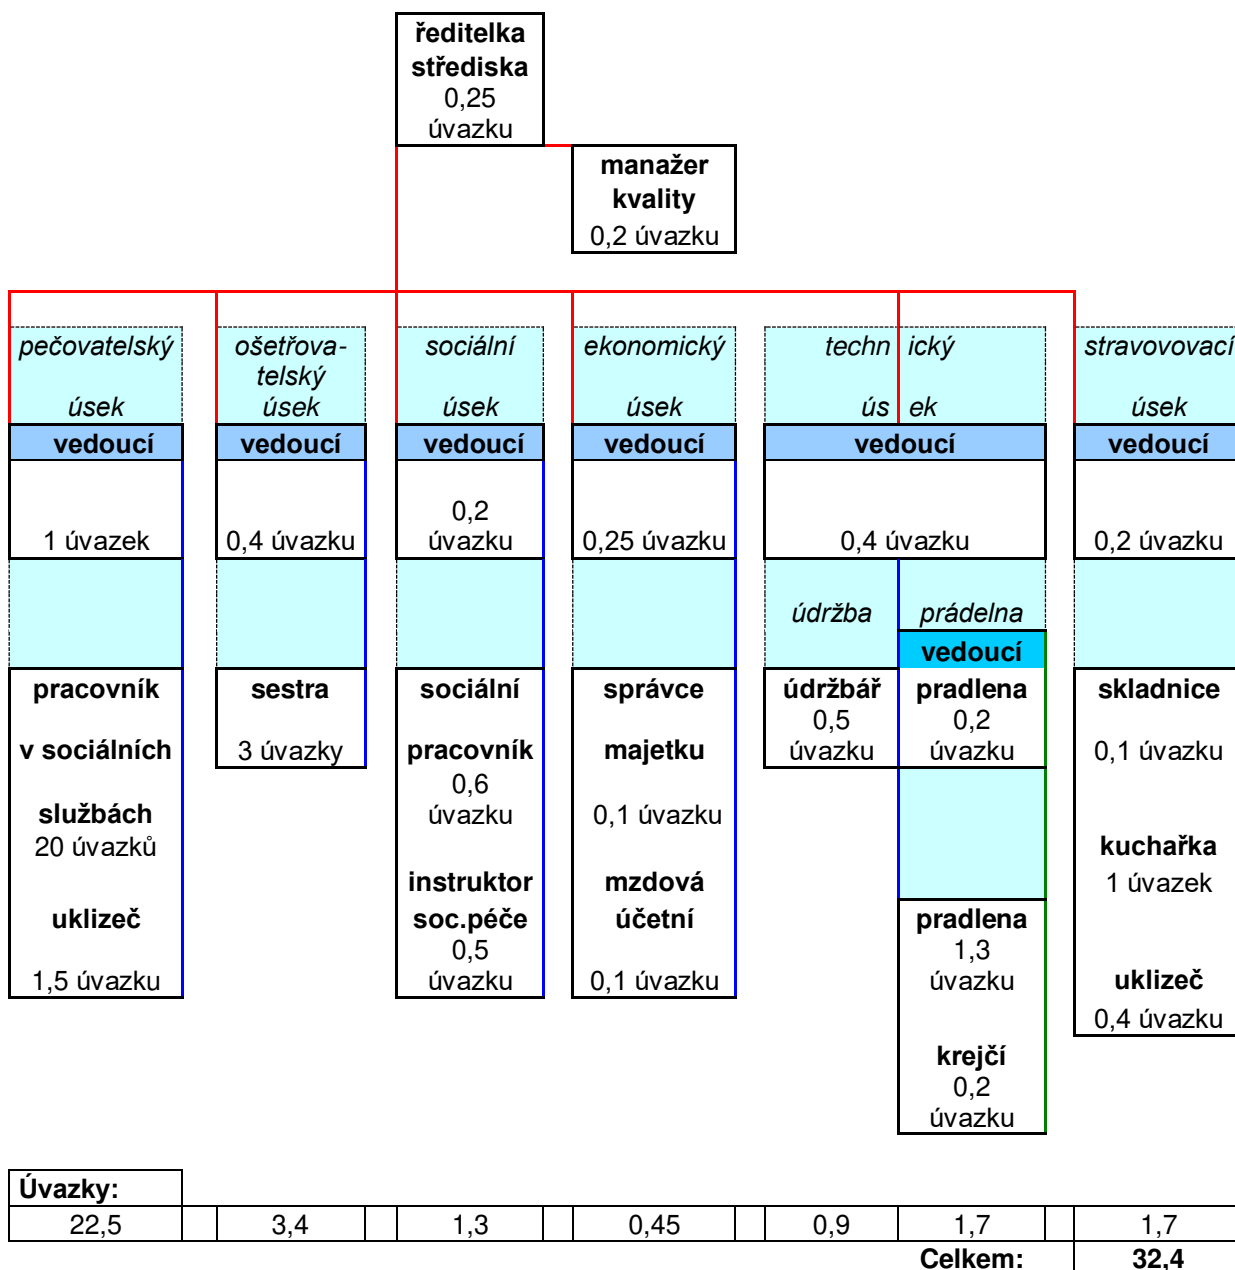 ředitelka
střediska
0,25
úvazku
manažer
kvality
0,2 úvazku
pečovatelský
úsek
vedoucí
1 úvazek
pracovník
v sociálních
službách
20 úvazků
uklizeč
1,5 úvazku
ošetřova-
telský
úsek
vedoucí
0,4 úvazku
sestra
3 úvazky
sociální
úsek
vedoucí
0,2
úvazku
sociální
pracovník
0,6
úvazku
instruktor
soc.péče
0,5
úvazku
ekonomický
úsek
vedoucí
0,25 úvazku
správce
majetku
0,1 úvazku
mzdová
účetní
0,1 úvazku
techn ický
ús ek
vedoucí
0,4 úvazku
údržba
údržbář
0,5
úvazku
prádelna
vedoucí
pradlena
0,2
úvazku
pradlena
1,3
úvazku
krejčí
0,2
úvazku
stravovovací
úsek
vedoucí
0,2 úvazku
skladnice
0,1 úvazku
kuchařka
1 úvazek
uklizeč
0,4 úvazku
Úvazky:
22,5 3,4 1,3 0,45 0,9 1,7 1,7
Celkem: 32,4